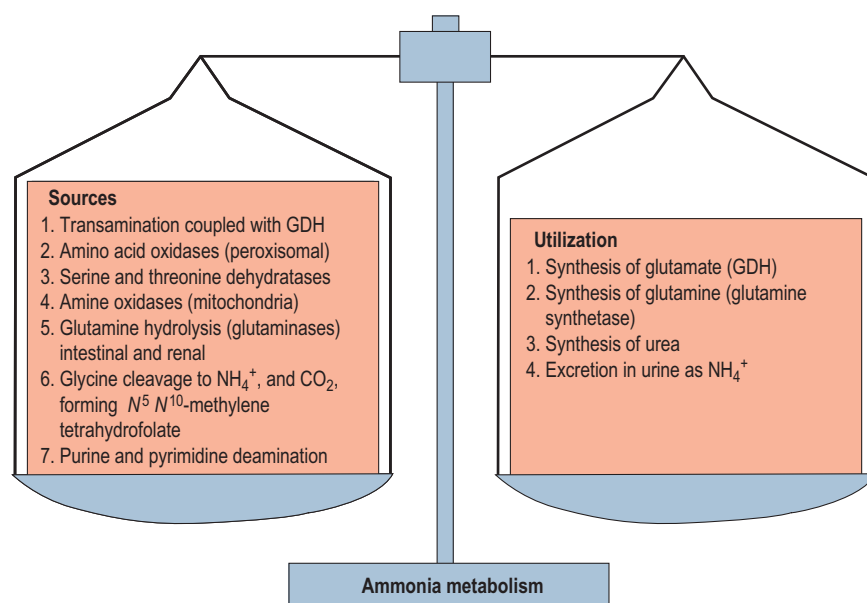 Sources
1. Transamination coupled with GDH
2. Amino acid oxidases (peroxisomal)
3. Serine and threonine dehydratases
4. Amine oxidases (mitochondria)
5. Glutamine hydrolysis (glutaminases)
intestinal and renal
6. Glycine cleavage to NH₄⁺, and CO₂,
forming N⁵ N¹⁰-methylene
tetrahydrofolate
7. Purine and pyrimidine deamination
Utilization
1. Synthesis of glutamate (GDH)
2. Synthesis of glutamine (glutamine
synthetase)
3. Synthesis of urea
4. Excretion in urine as NH₄⁺
Ammonia metabolism